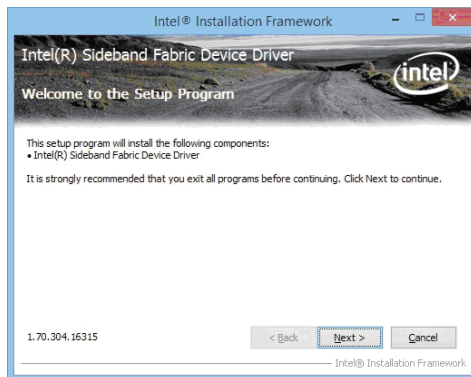 Intel® Installation Framework
Intel(R) Sideband Fabric Device Driver
Welcome to the Setup Program
intel
This setup program will install the following components:
• Intel(R) Sideband Fabric Device Driver
It is strongly recommended that you exit all programs before continuing. Click Next to continue.
1.70.304.16315
< Back
Next >
Cancel
Intel® Installation Framework